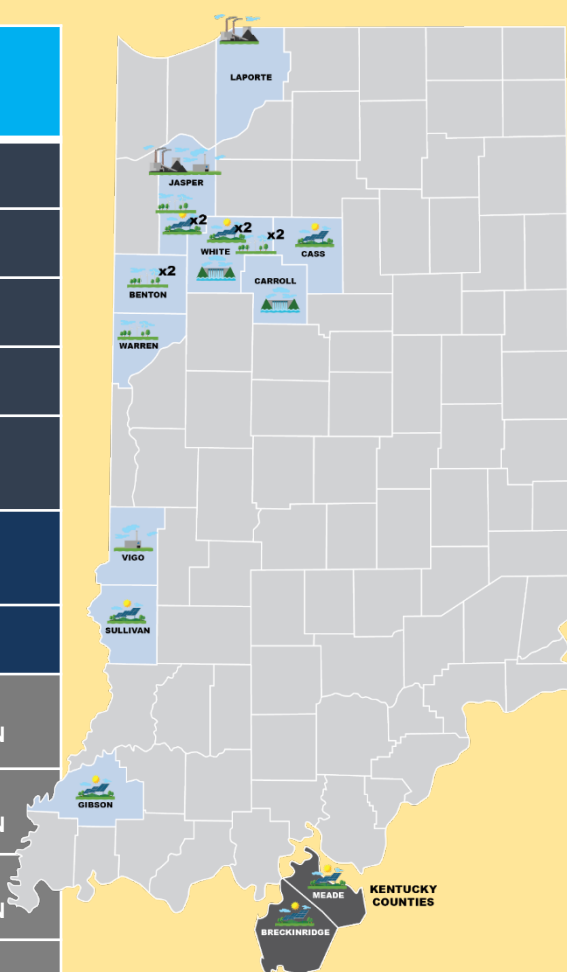 LAPORTE
JASPER
x2
x2
x2
WHITE
CASS
CARROLL
x2
BENTON
WARREN
VIGO
SULLIVAN
GIBSON
MEADE
KENTUCKY
COUNTIES
BRECKINRIDGE